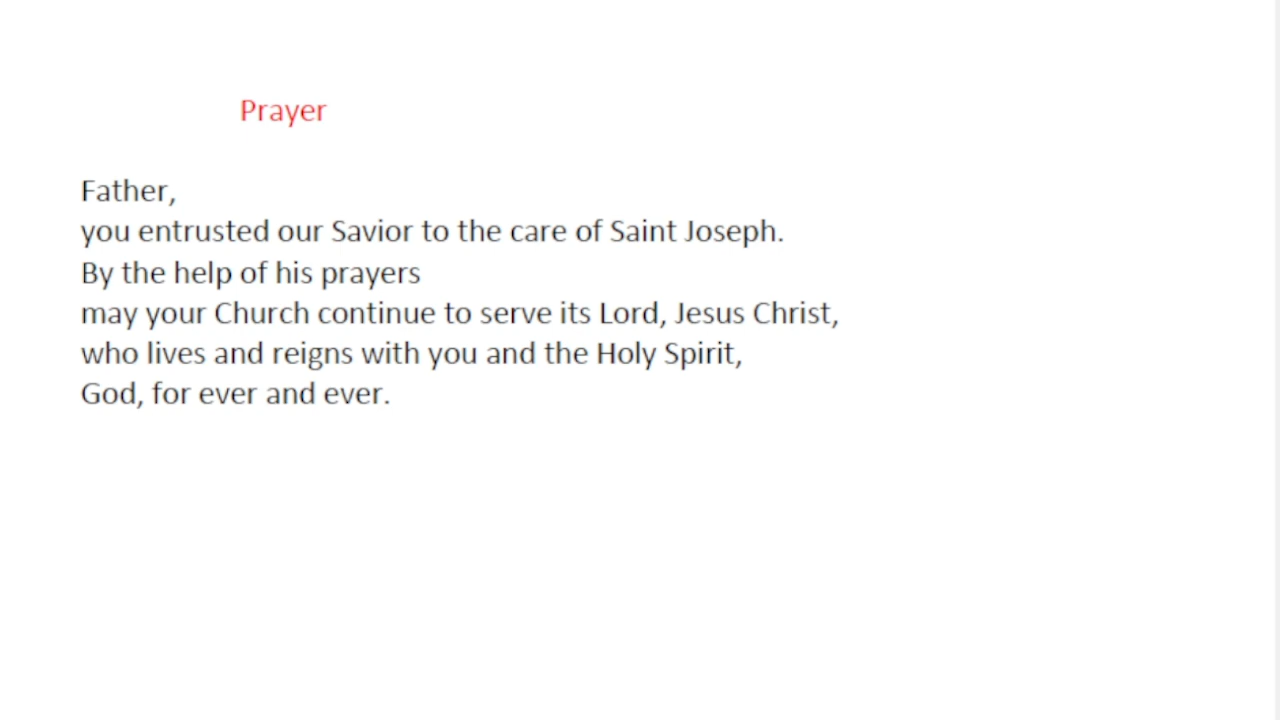 Prayer
Father,
you entrusted our Savior to the care of Saint Joseph.
By the help of his prayers
may your Church continue to serve its Lord, Jesus Christ,
who lives and reigns with you and the Holy Spirit,
God, for ever and ever.